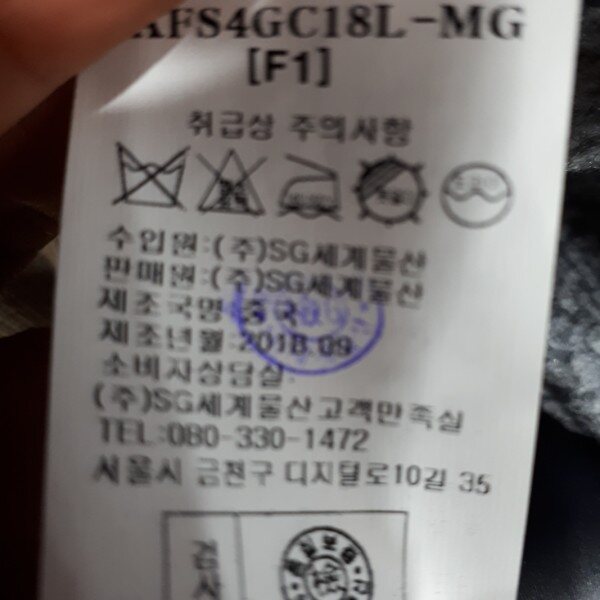 KFS4GC18L-MG
[F1]
취급상 주의사항
수입원:(주)SG세계물산
판매원:(주)SG세계물산
제조국명:중국
제조년월:2018.09
소비자상담실:
(주)SG세계물산고객만족실
TEL:080-330-1472
서울시 금천구 디지털로10길 35
검사